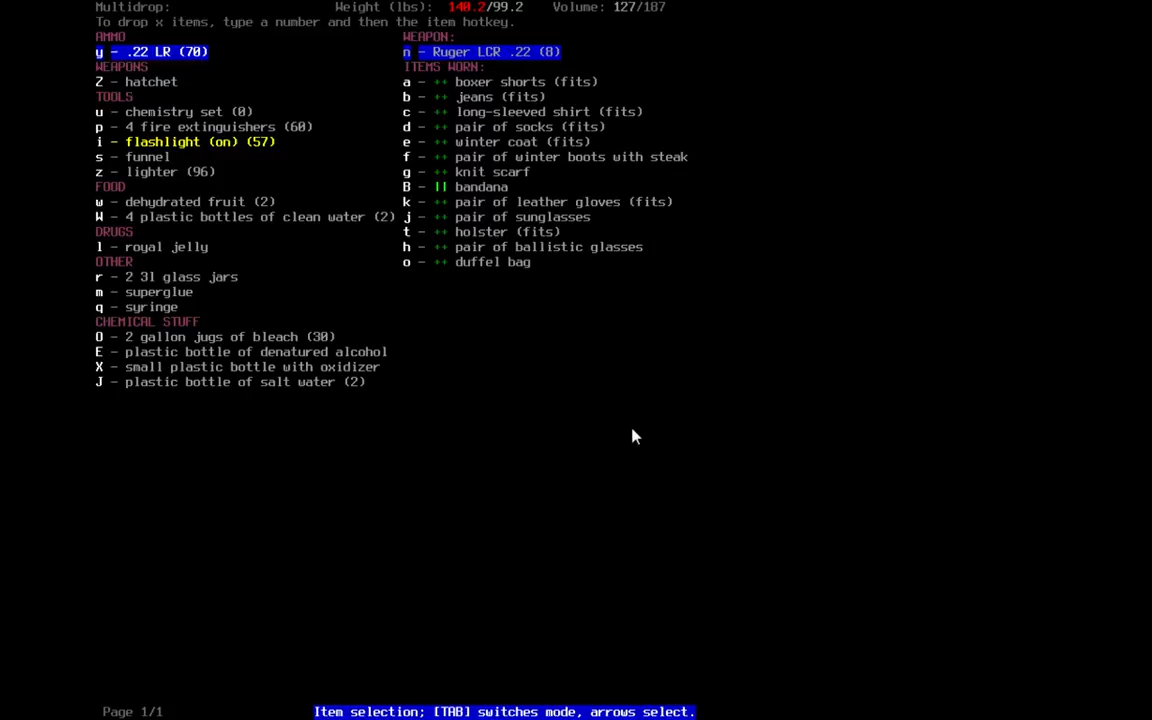 Multidrop: Weight (lbs): 140.2/99.2 Volume: 127/187
To drop x items, type a number and then the item hotkey.
AMMO
y - .22 LR (70)
WEAPONS
Z - hatchet
TOOLS
u - chemistry set (0)
p - 4 fire extinguishers (60)
i - flashlight (on) (57)
s - funnel
z - lighter (96)
FOOD
w - dehydrated fruit (2)
W - 4 plastic bottles of clean water (2)
DRUGS
l - royal jelly
OTHER
r - 2 3l glass jars
m - superglue
q - syringe
CHEMICAL STUFF
O - 2 gallon jugs of bleach (30)
E - plastic bottle of denatured alcohol
X - small plastic bottle with oxidizer
J - plastic bottle of salt water (2)
WEAPON:
n - Ruger LCR .22 (8)
ITEMS WORN:
a - ++ boxer shorts (fits)
b - ++ jeans (fits)
c - ++ long-sleeved shirt (fits)
d - ++ pair of socks (fits)
e - ++ winter coat (fits)
f - ++ pair of winter boots with steak
g - ++ knit scarf
B - || bandana
k - ++ pair of leather gloves (fits)
j - ++ pair of sunglasses
t - ++ holster (fits)
h - ++ pair of ballistic glasses
o - ++ duffel bag
Page 1/1 Item selection; [TAB] switches mode, arrows select.